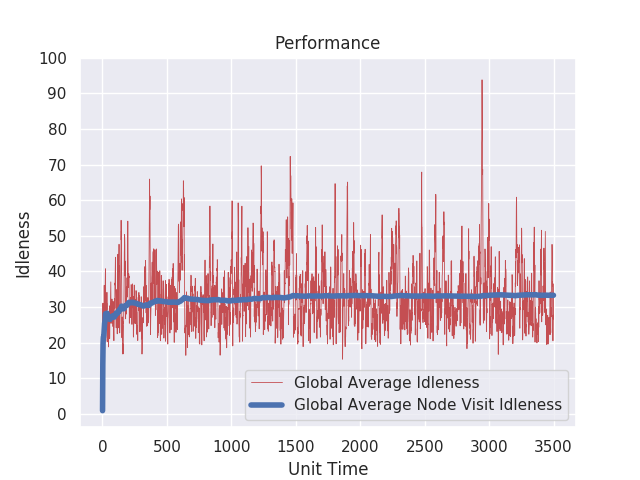 Performance
100
90
80
70
60
50
40
30
20
10
0
Idleness
0 500 1000 1500 2000 2500 3000 3500
Unit Time
Global Average Idleness
Global Average Node Visit Idleness